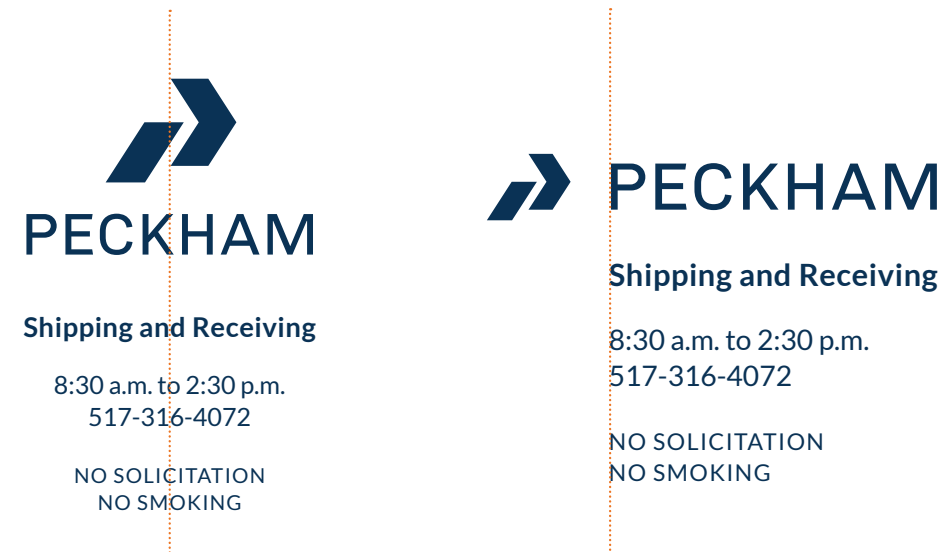 PECKHAM
Shipping and Receiving
8:30 a.m. to 2:30 p.m.
517-316-4072
NO SOLICITATION
NO SMOKING
PECKHAM
Shipping and Receiving
8:30 a.m. to 2:30 p.m.
517-316-4072
NO SOLICITATION
NO SMOKING